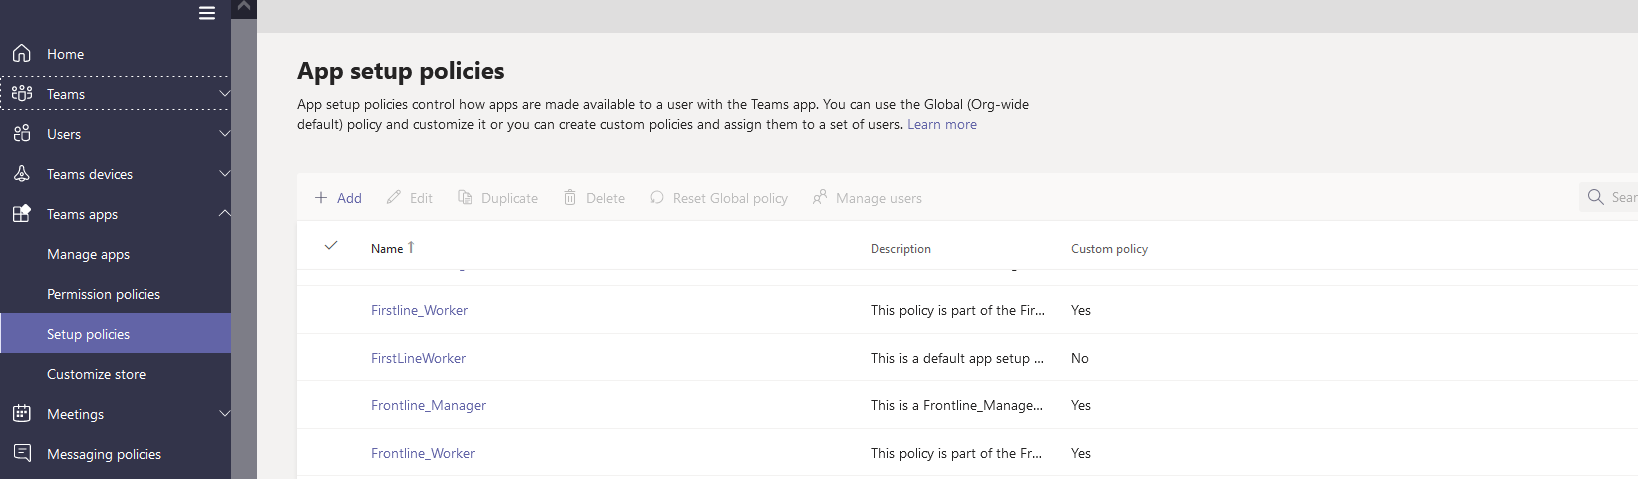 Home
Teams
Users
Teams devices
Teams apps
Manage apps
Permission policies
Setup policies
Customize store
Meetings
Messaging policies
App setup policies
App setup policies control how apps are made available to a user with the Teams app. You can use the Global (Org-wide
default) policy and customize it or you can create custom policies and assign them to a set of users. Learn more
Add Edit Duplicate Delete Reset Global policy Manage users
Name ↑ Description Custom policy
Firstline_Worker This policy is part of the Fir... Yes
FirstLineWorker This is a default app setup ... No
Frontline_Manager This is a Frontline_Manage... Yes
Frontline_Worker This policy is part of the Fr... Yes